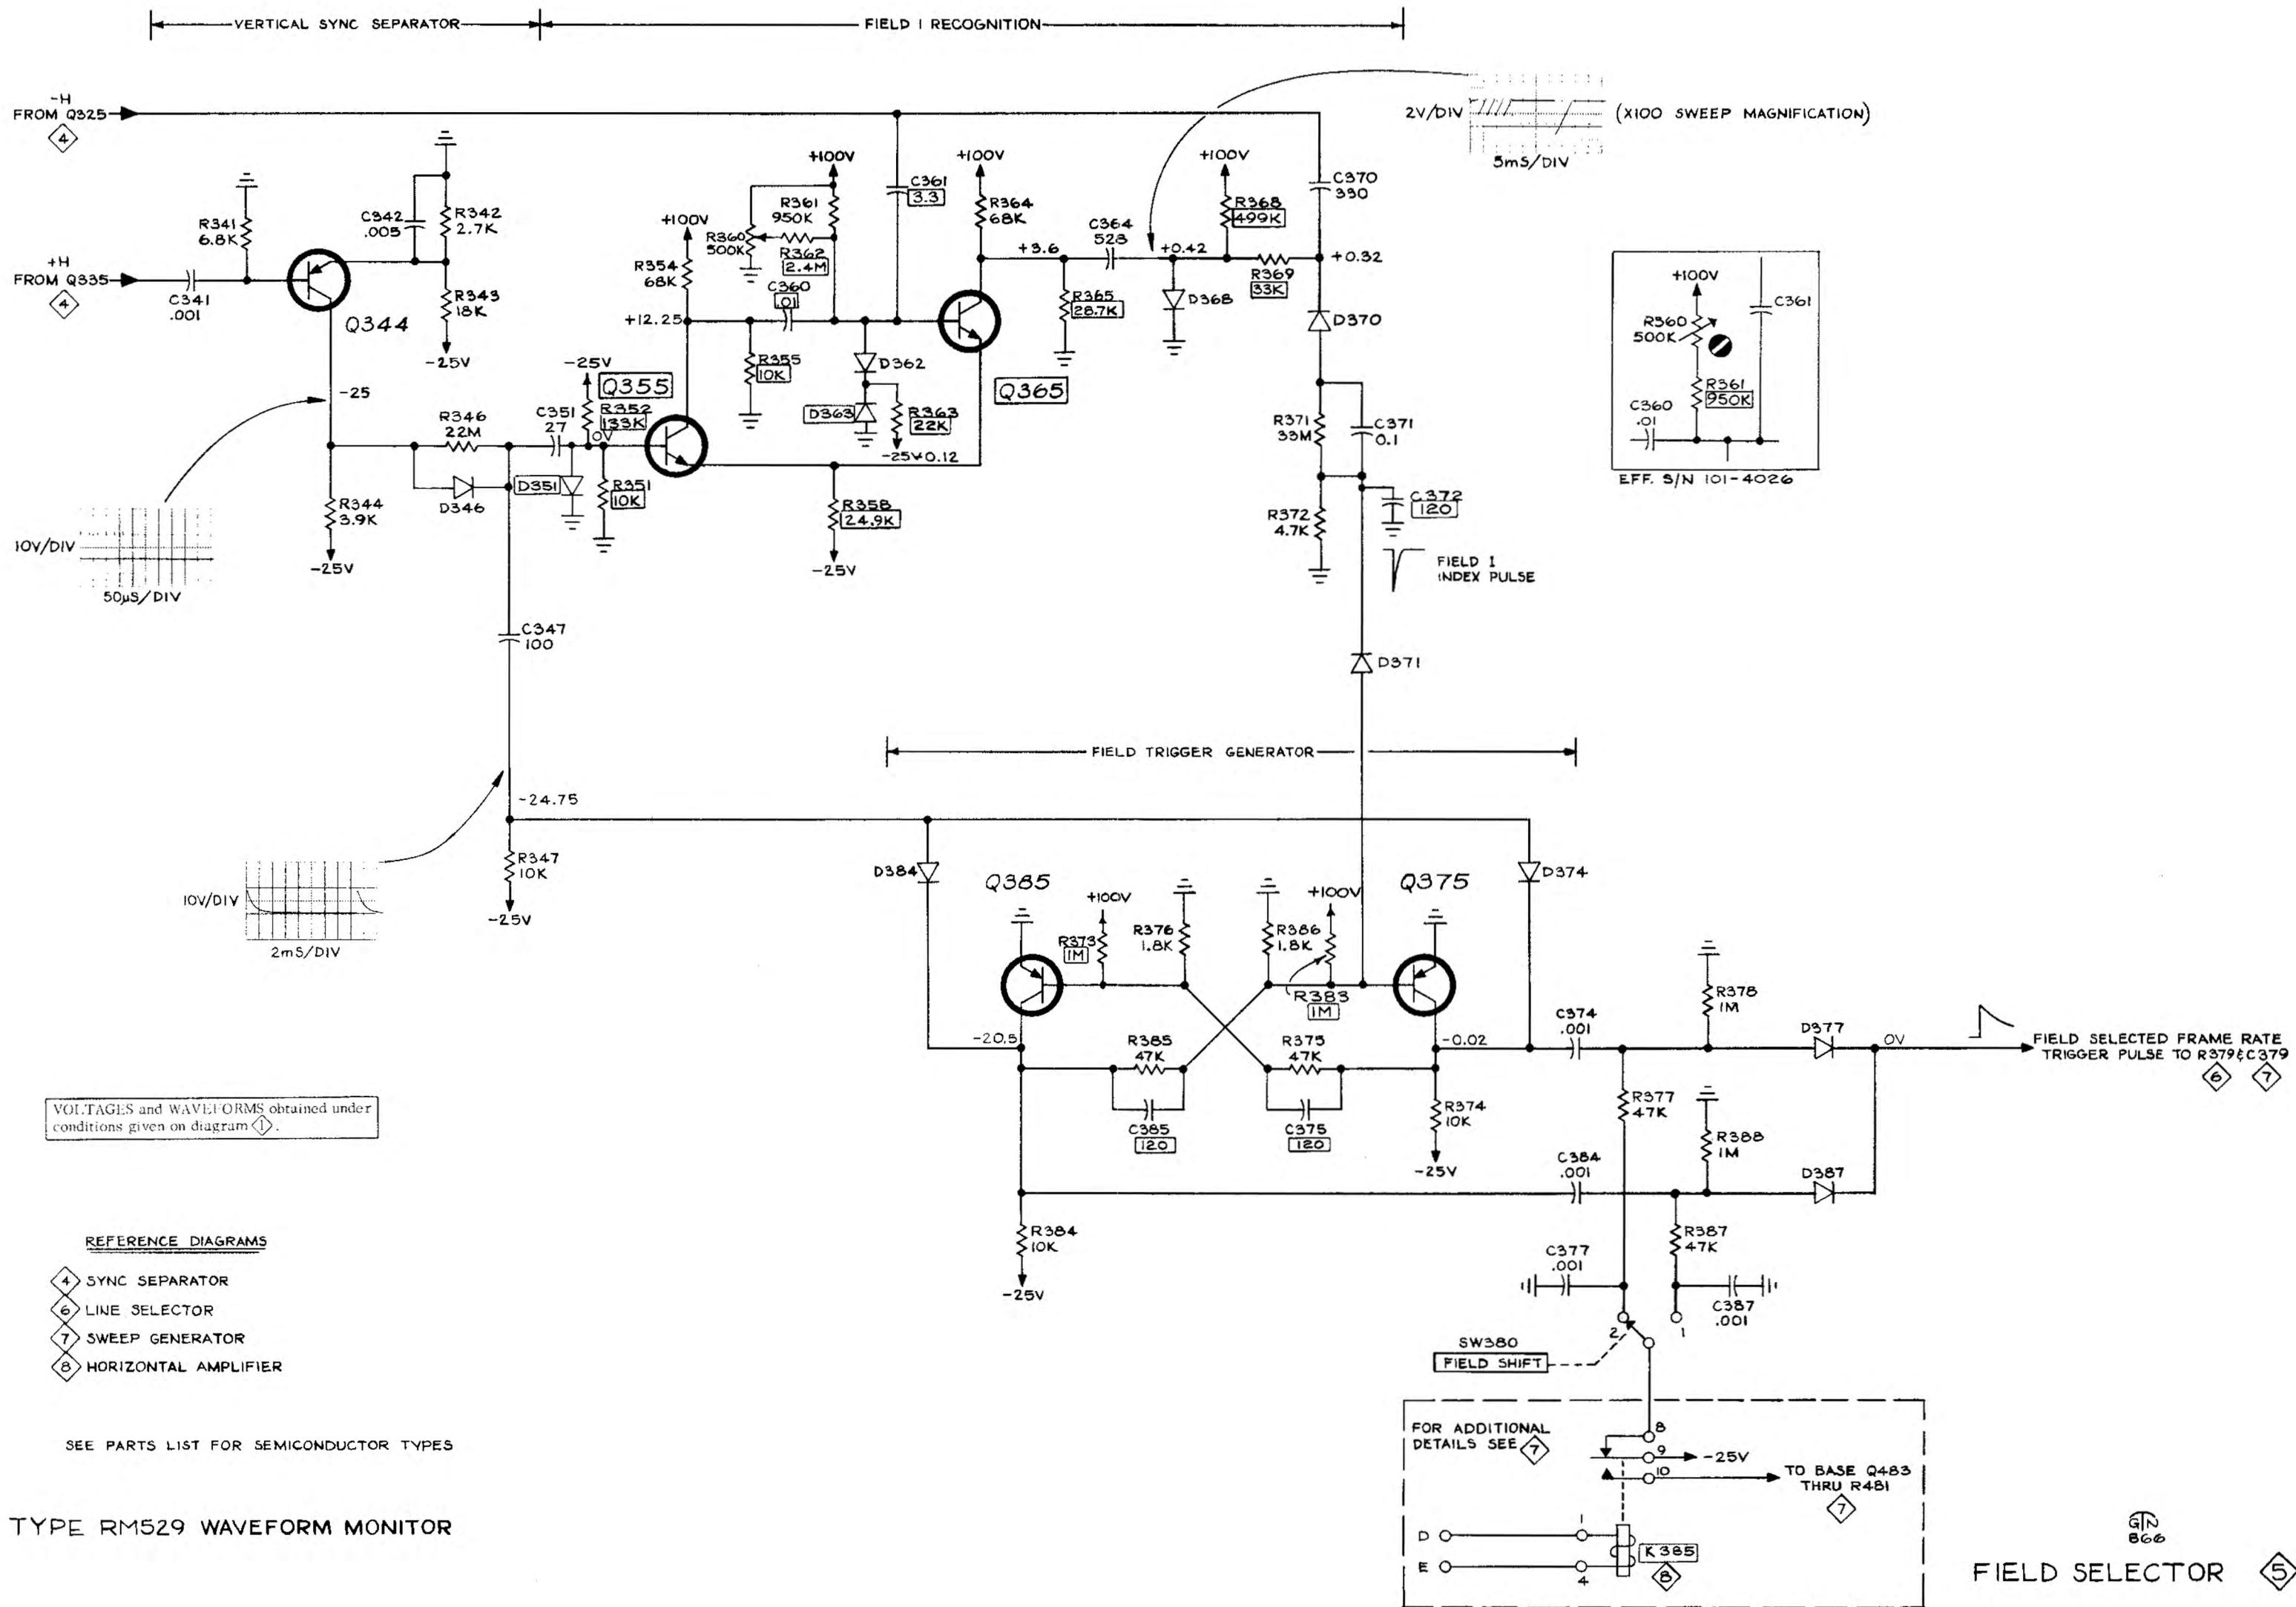 VERTICAL SYNC SEPARATOR
FIELD I RECOGNITION
-H
FROM Q325
4
+H
FROM Q335
4
R341
6.8K
C341
.001
C342
.005
R342
2.7K
R343
18K
-25V
Q344
-25
R344
3.9K
-25V
10V/DIV
50µS/DIV
R346
22M
D346
C351
27
D351
-25V
R352
133K
0V
R351
10K
Q355
+100V
R354
68K
+12.25
R355
10K
+100V
R360
500K
R361
950K
R362
2.4M
C360
.01
C361
3.3
D362
D363
R363
22K
-25V
+0.12
R358
24.9K
-25V
+100V
R364
68K
Q365
+3.6
R365
28.7K
C364
528
+0.42
D368
+100V
R368
499K
R369
33K
C370
330
+0.32
D370
R371
33M
C371
0.1
R372
4.7K
C372
120
FIELD I
INDEX PULSE
D371
2V/DIV
5mS/DIV
(X100 SWEEP MAGNIFICATION)
+100V
R360
500K
R361
950K
C361
C360
.01
EFF. S/N 101-4026
C347
100
-24.75
R347
10K
-25V
10V/DIV
2mS/DIV
FIELD TRIGGER GENERATOR
D384
Q385
+100V
R373
1M
R376
1.8K
R386
1.8K
+100V
R383
1M
Q375
D374
-20.5
R385
47K
C385
120
R375
47K
C375
120
-0.02
R374
10K
-25V
R384
10K
-25V
C374
.001
R378
1M
D377
0V
FIELD SELECTED FRAME RATE
TRIGGER PULSE TO R379&C379
6 7
R377
47K
R388
1M
C384
.001
D387
R387
47K
C377
.001
C387
.001
2
1
SW380
FIELD SHIFT
FOR ADDITIONAL
DETAILS SEE 7
8
9
-25V
10
TO BASE Q483
THRU R481
7
D
1
E
4
K385
8
VOLTAGES and WAVEFORMS obtained under
conditions given on diagram 1.
REFERENCE DIAGRAMS
4 SYNC SEPARATOR
6 LINE SELECTOR
7 SWEEP GENERATOR
8 HORIZONTAL AMPLIFIER
SEE PARTS LIST FOR SEMICONDUCTOR TYPES
TYPE RM529 WAVEFORM MONITOR
GTN
866
FIELD SELECTOR 5